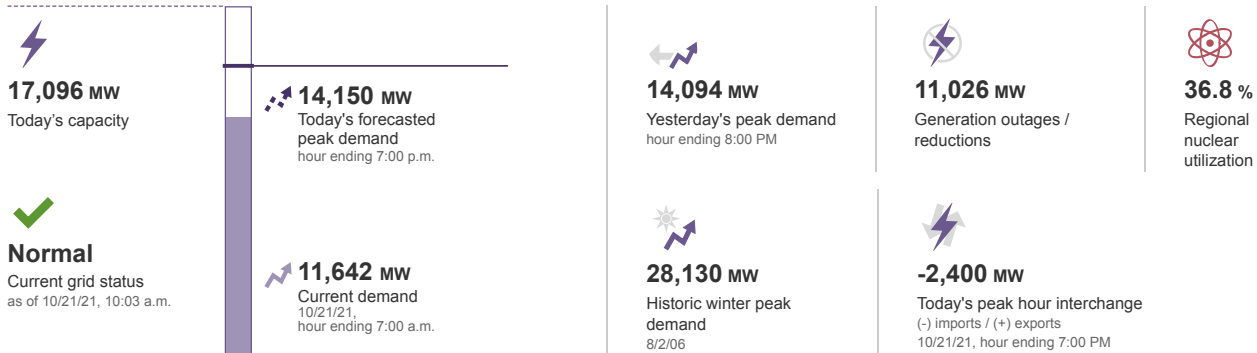 17,096 MW
Today's capacity
Normal
Current grid status
as of 10/21/21, 10:03 a.m.
14,150 MW
Today's forecasted
peak demand
hour ending 7:00 p.m.
11,642 MW
Current demand
10/21/21,
hour ending 7:00 a.m.
14,094 MW
Yesterday's peak demand
hour ending 8:00 PM
11,026 MW
Generation outages /
reductions
36.8 %
Regional
nuclear
utilization
28,130 MW
Historic winter peak
demand
8/2/06
-2,400 MW
Today's peak hour interchange
(-) imports / (+) exports
10/21/21, hour ending 7:00 PM